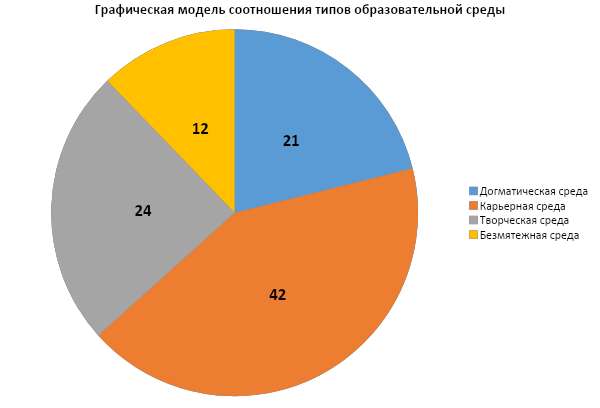 Графическая модель соотношения типов образовательной среды
12
21
24
42
Догматическая среда
Карьерная среда
Творческая среда
Безмятежная среда